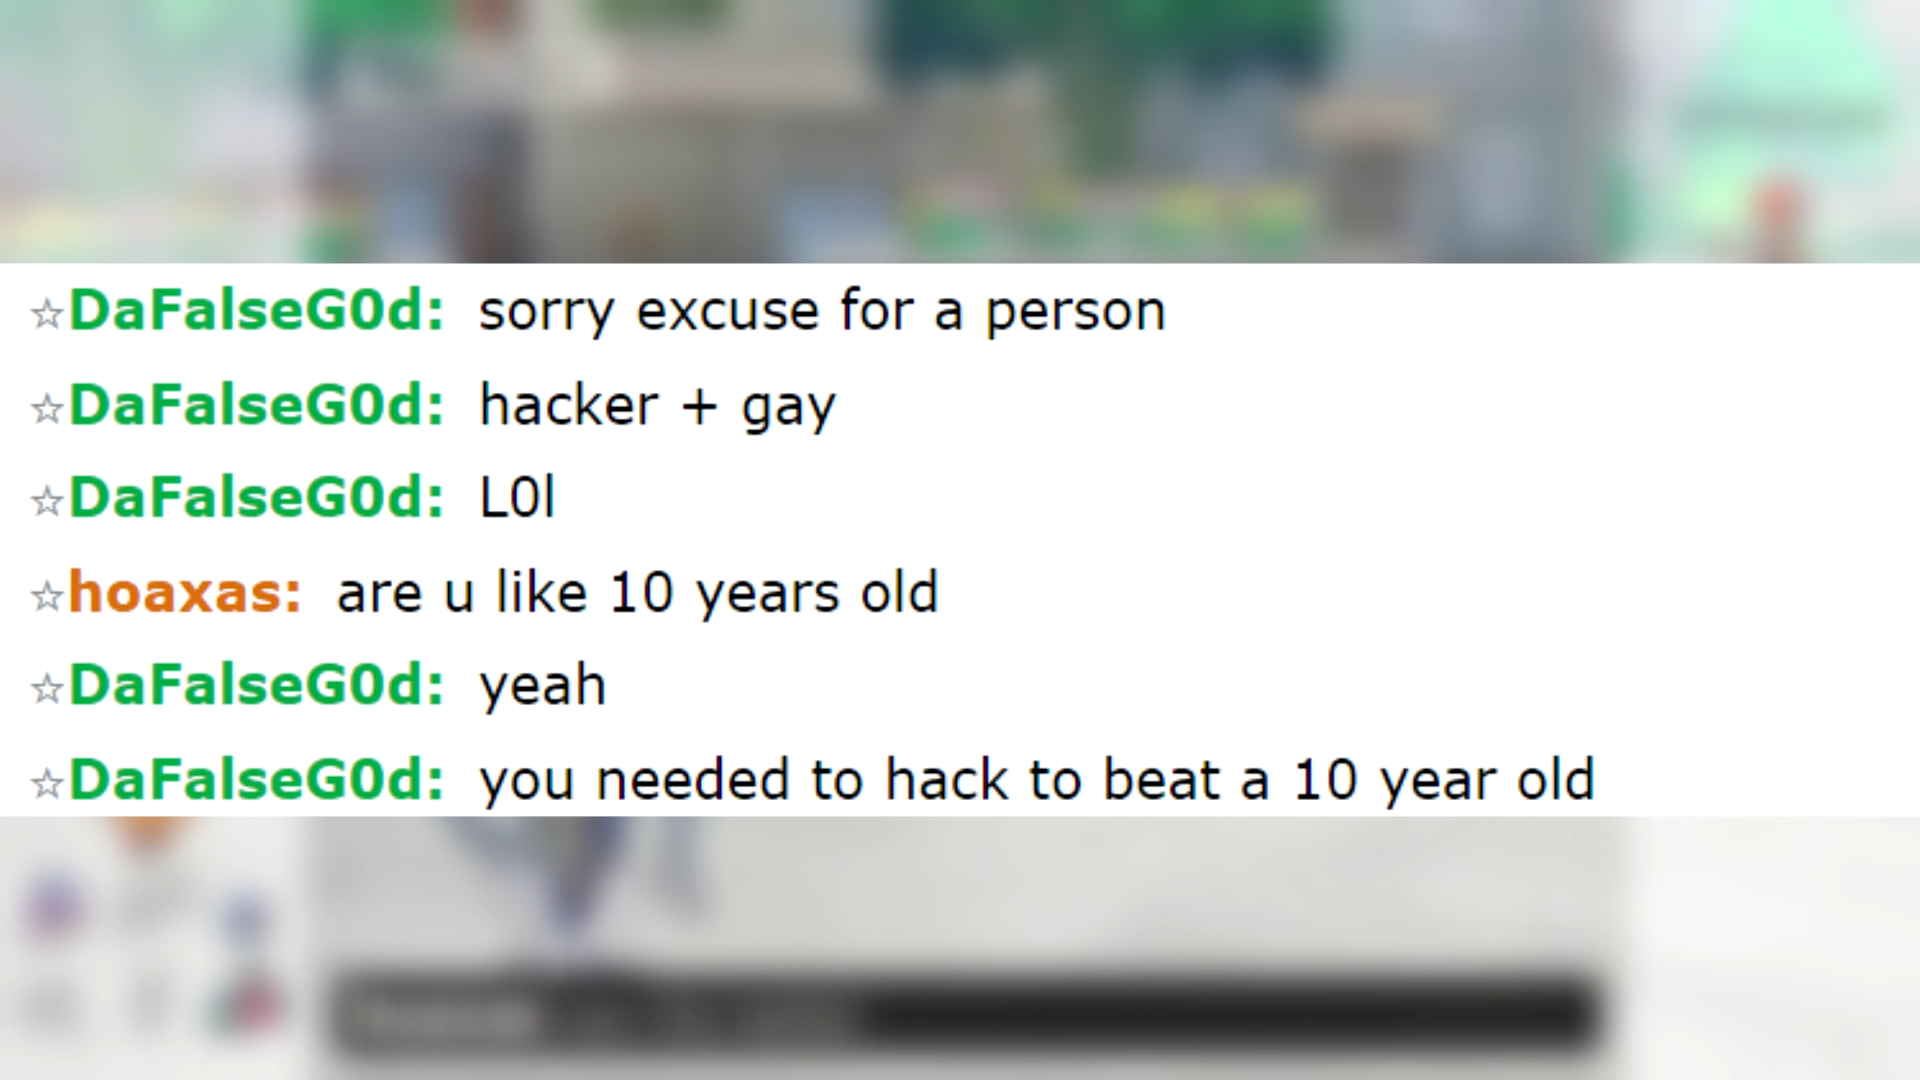 ☆DaFalseG0d: sorry excuse for a person
☆DaFalseG0d: hacker + gay
☆DaFalseG0d: L0l
☆hoaxas: are u like 10 years old
☆DaFalseG0d: yeah
☆DaFalseG0d: you needed to hack to beat a 10 year old